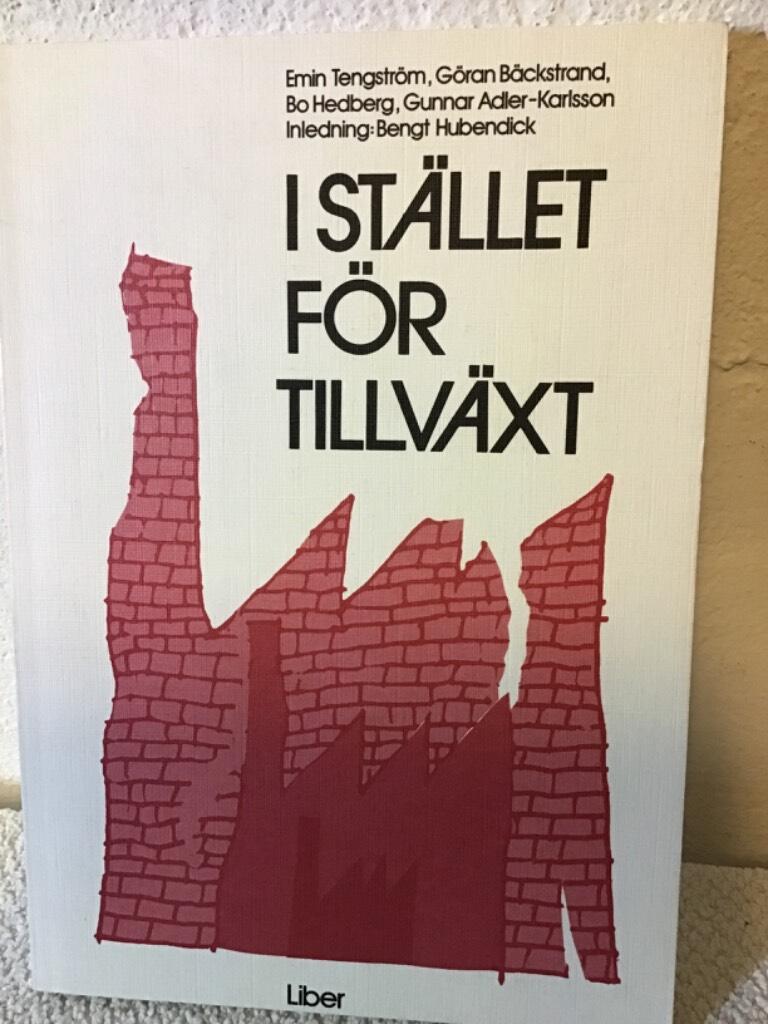 Emin Tengström, Göran Bäckstrand,
Bo Hedberg, Gunnar Adler-Karlsson
Inledning: Bengt Hubendick
I STÄLLET
FÖR
TILLVÄXT
Liber